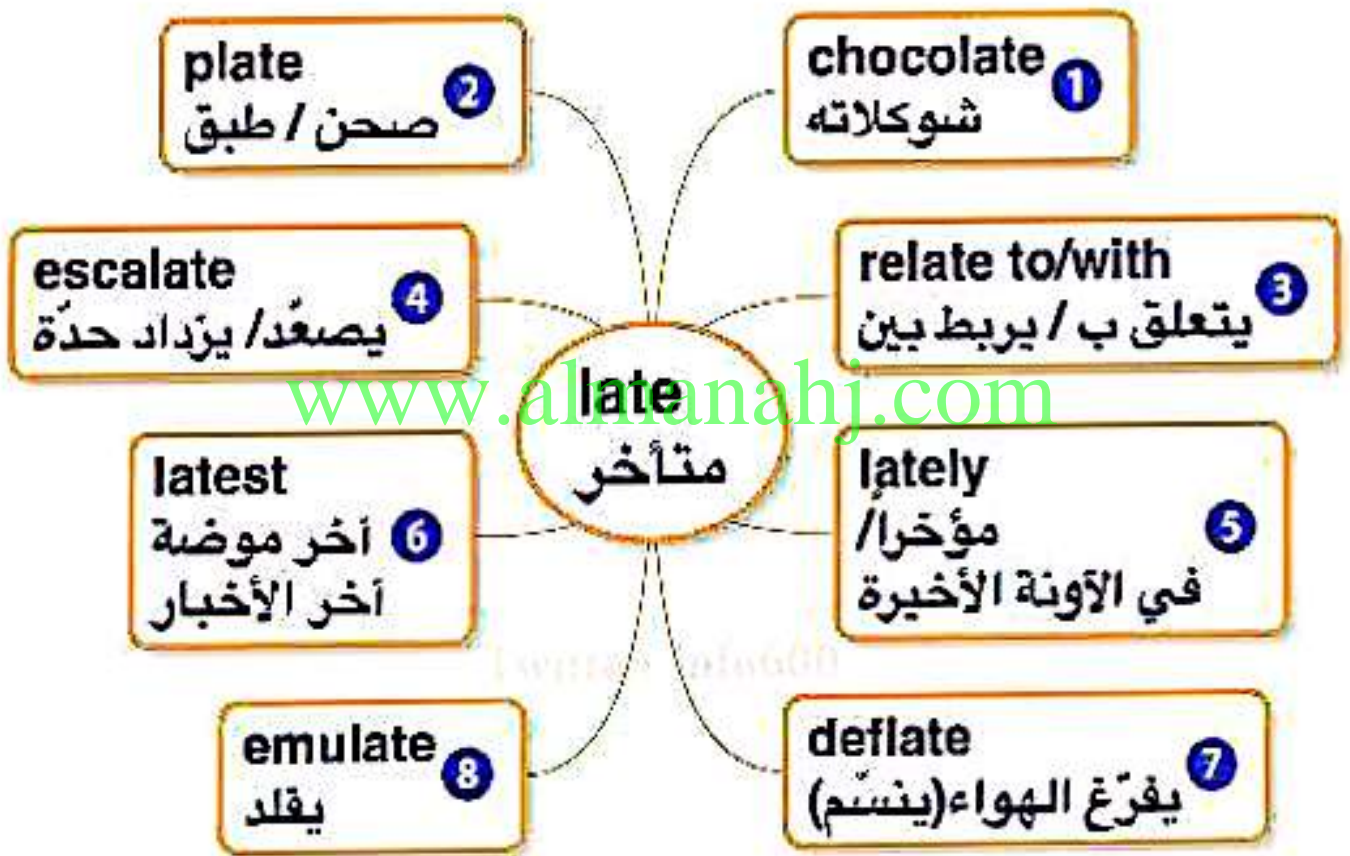 chocolate
شوكلاته
1
plate
صحن / طبق
2
relate to/with
يتعلق ب / يربط بين
3
escalate
يصعّد/ يزداد حدّة
4
late
متأخر
www.almanahj.com
lately
مؤخراً/
في الآونة الأخيرة
5
latest
أخر موضة
أخر الأخبار
6
deflate
يفرّغ الهواء(ينسّم)
7
emulate
يقلد
8